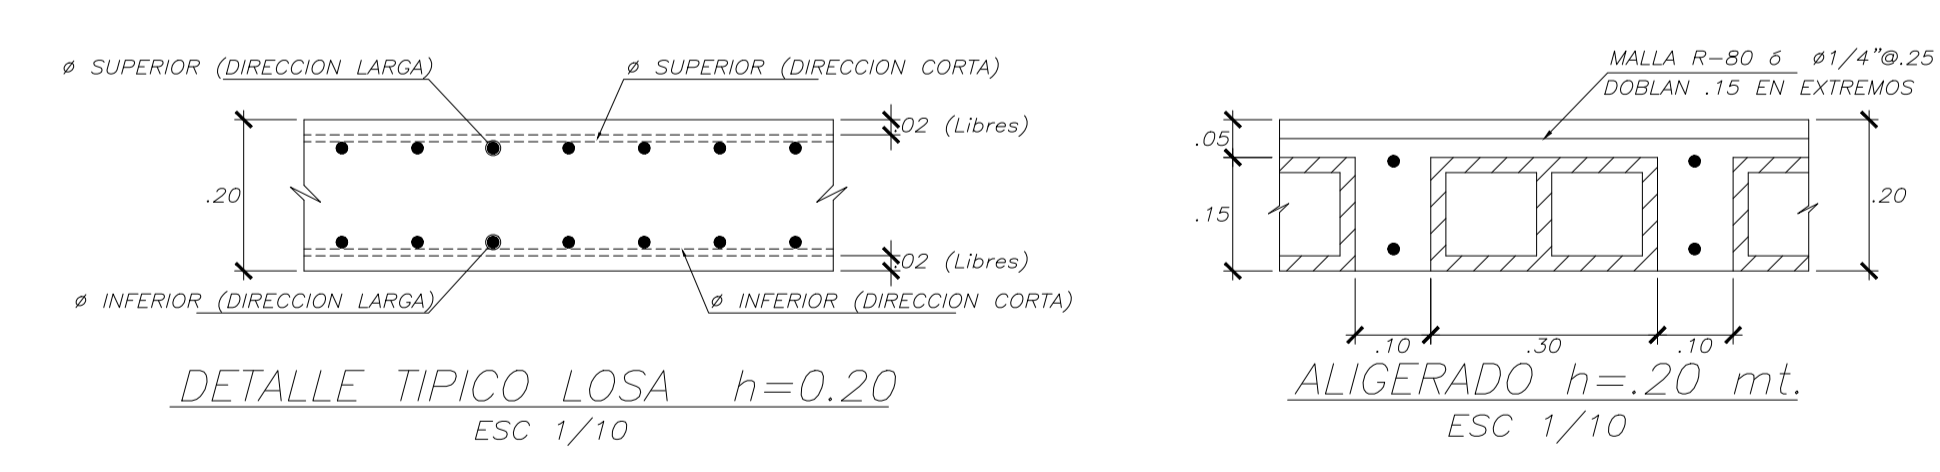 ø SUPERIOR (DIRECCION LARGA)
ø SUPERIOR (DIRECCION CORTA)
.02 (Libres)
.20
.02 (Libres)
ø INFERIOR (DIRECCION LARGA)
ø INFERIOR (DIRECCION CORTA)
DETALLE TIPICO LOSA h=0.20
ESC 1/10
MALLA R-80 ó ø1/4"@.25
DOBLAN .15 EN EXTREMOS
.05
.15
.20
.10
.30
.10
ALIGERADO h=.20 mt.
ESC 1/10